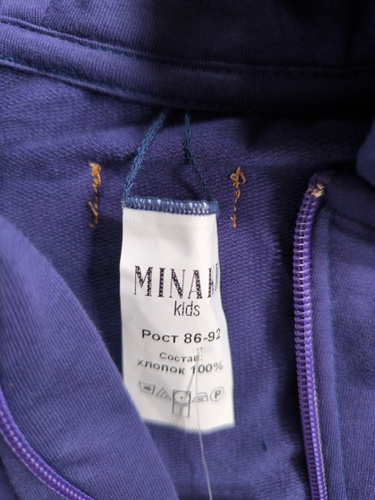 MINAKU
kids
Рост 86-92
Состав:
хлопок 100%
P